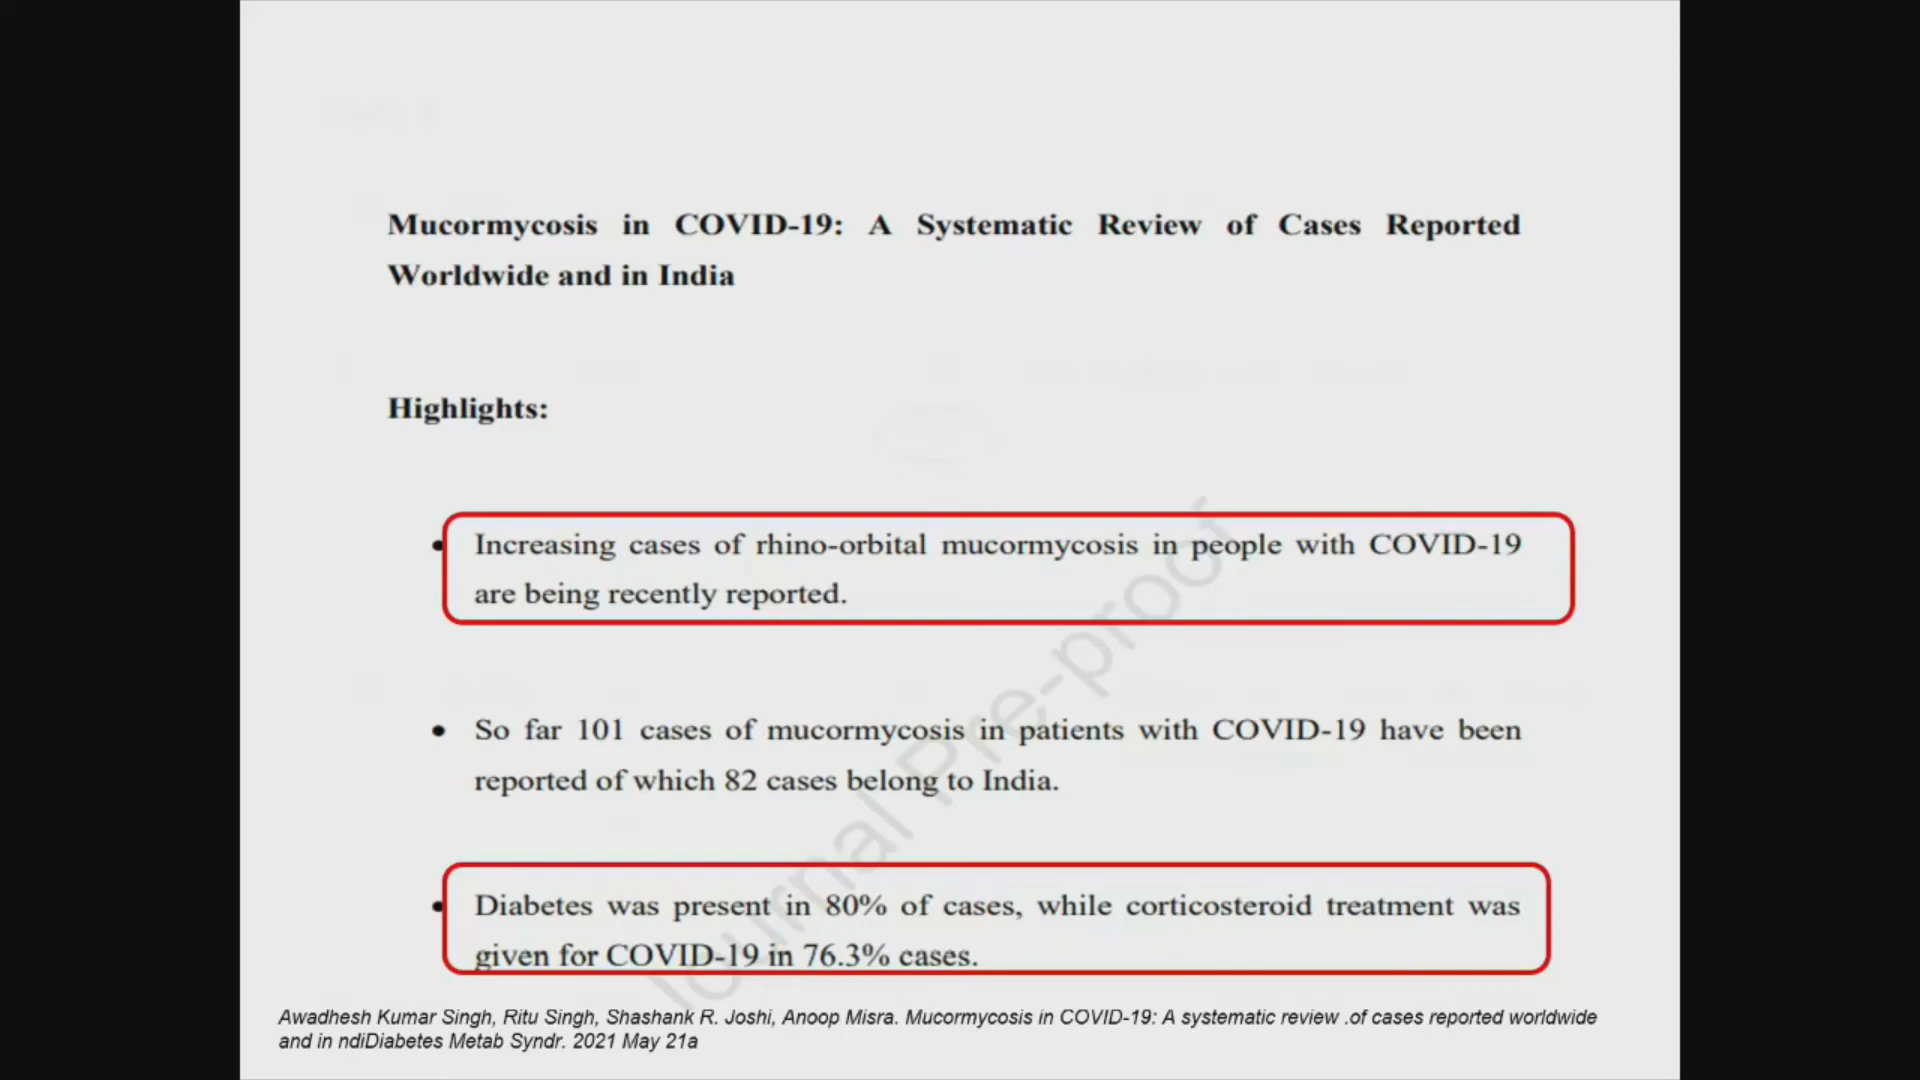 Mucormycosis in COVID-19: A Systematic Review of Cases Reported
Worldwide and in India
Highlights:
• Increasing cases of rhino-orbital mucormycosis in people with COVID-19
are being recently reported.
• So far 101 cases of mucormycosis in patients with COVID-19 have been
reported of which 82 cases belong to India.
• Diabetes was present in 80% of cases, while corticosteroid treatment was
given for COVID-19 in 76.3% cases.
Journal Pre-proof
Awadhesh Kumar Singh, Ritu Singh, Shashank R. Joshi, Anoop Misra. Mucormycosis in COVID-19: A systematic review .of cases reported worldwide
and in ndiDiabetes Metab Syndr. 2021 May 21a